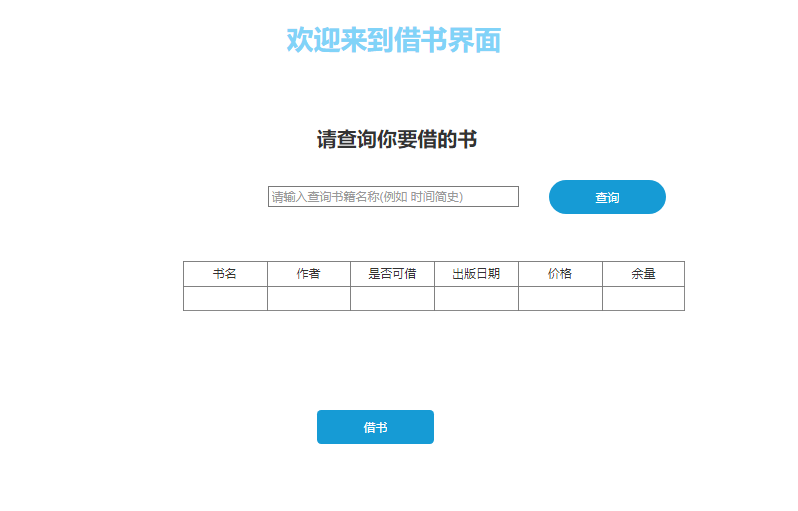 欢迎来到借书界面
请查询你要借的书
请输入查询书籍名称(例如 时间简史) 查询
书名 作者 是否可借 出版日期 价格 余量
借书